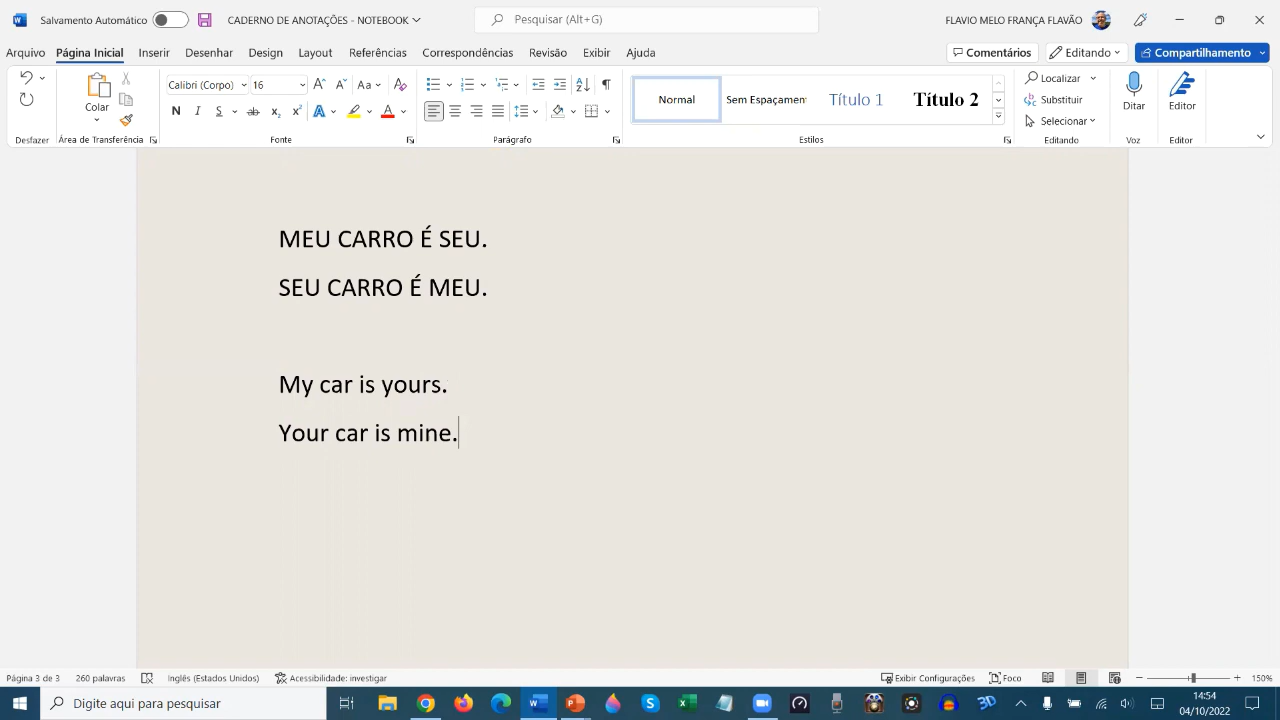 Salvamento Automático CADERNO DE ANOTAÇÕES - NOTEBOOK Pesquisar (Alt+G) FLAVIO MELO FRANÇA FLAVÃO
Arquivo Página Inicial Inserir Desenhar Design Layout Referências Correspondências Revisão Exibir Ajuda Comentários Editando Compartilhamento
Calibri (Corpo) 16 Aa Normal Sem Espaçamen Título 1 Título 2 Localizar
Colar Substituir Ditar Editor
N I S ab x₂ x² A A Selecionar
Desfazer Área de Transferência Fonte Parágrafo Estilos Editando Voz Editor
MEU CARRO É SEU.
SEU CARRO É MEU.
My car is yours.
Your car is mine.
Página 3 de 3 260 palavras Inglês (Estados Unidos) Acessibilidade: investigar Exibir Configurações Foco 150%
Digite aqui para pesquisar 14:54
04/10/2022